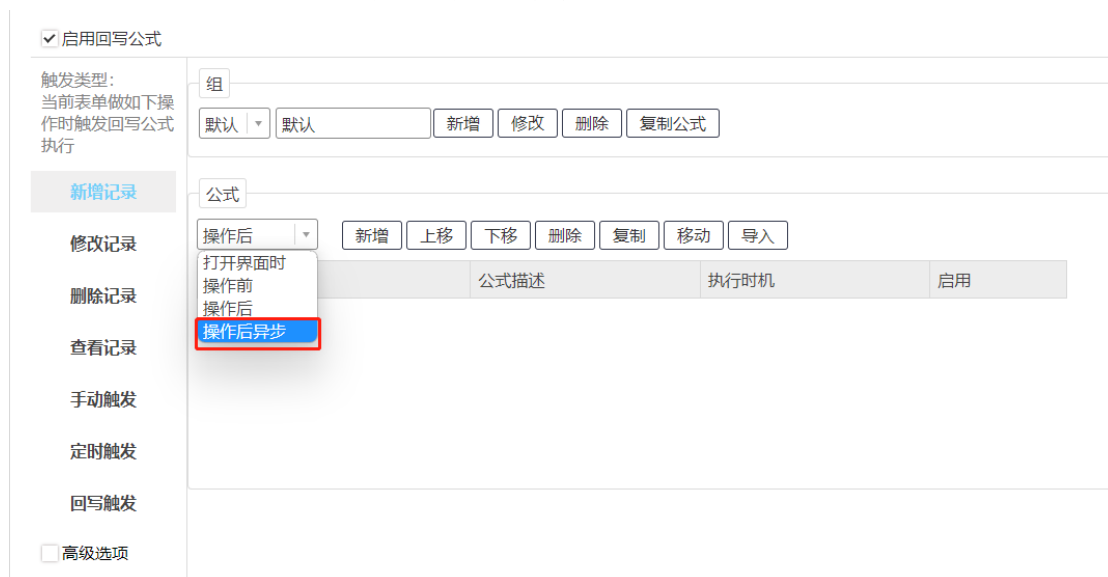 启用回写公式
触发类型：
当前表单做如下操
作时触发回写公式
执行
新增记录
修改记录
删除记录
查看记录
手动触发
定时触发
回写触发
高级选项
组
默认 默认 新增 修改 删除 复制公式
公式
操作后 新增 上移 下移 删除 复制 移动 导入
打开界面时
操作前
操作后
操作后异步
公式描述 执行时机 启用